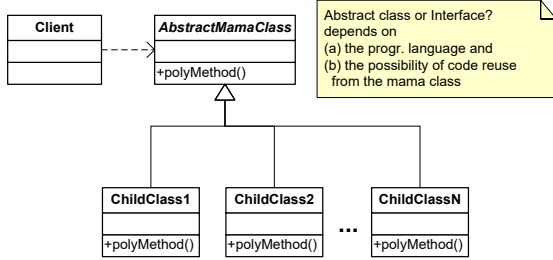 Client
AbstractMamaClass
+polyMethod()
Abstract class or Interface?
depends on
(a) the progr. language and
(b) the possibility of code reuse
from the mama class
ChildClass1
+polyMethod()
ChildClass2
+polyMethod()
...
ChildClassN
+polyMethod()